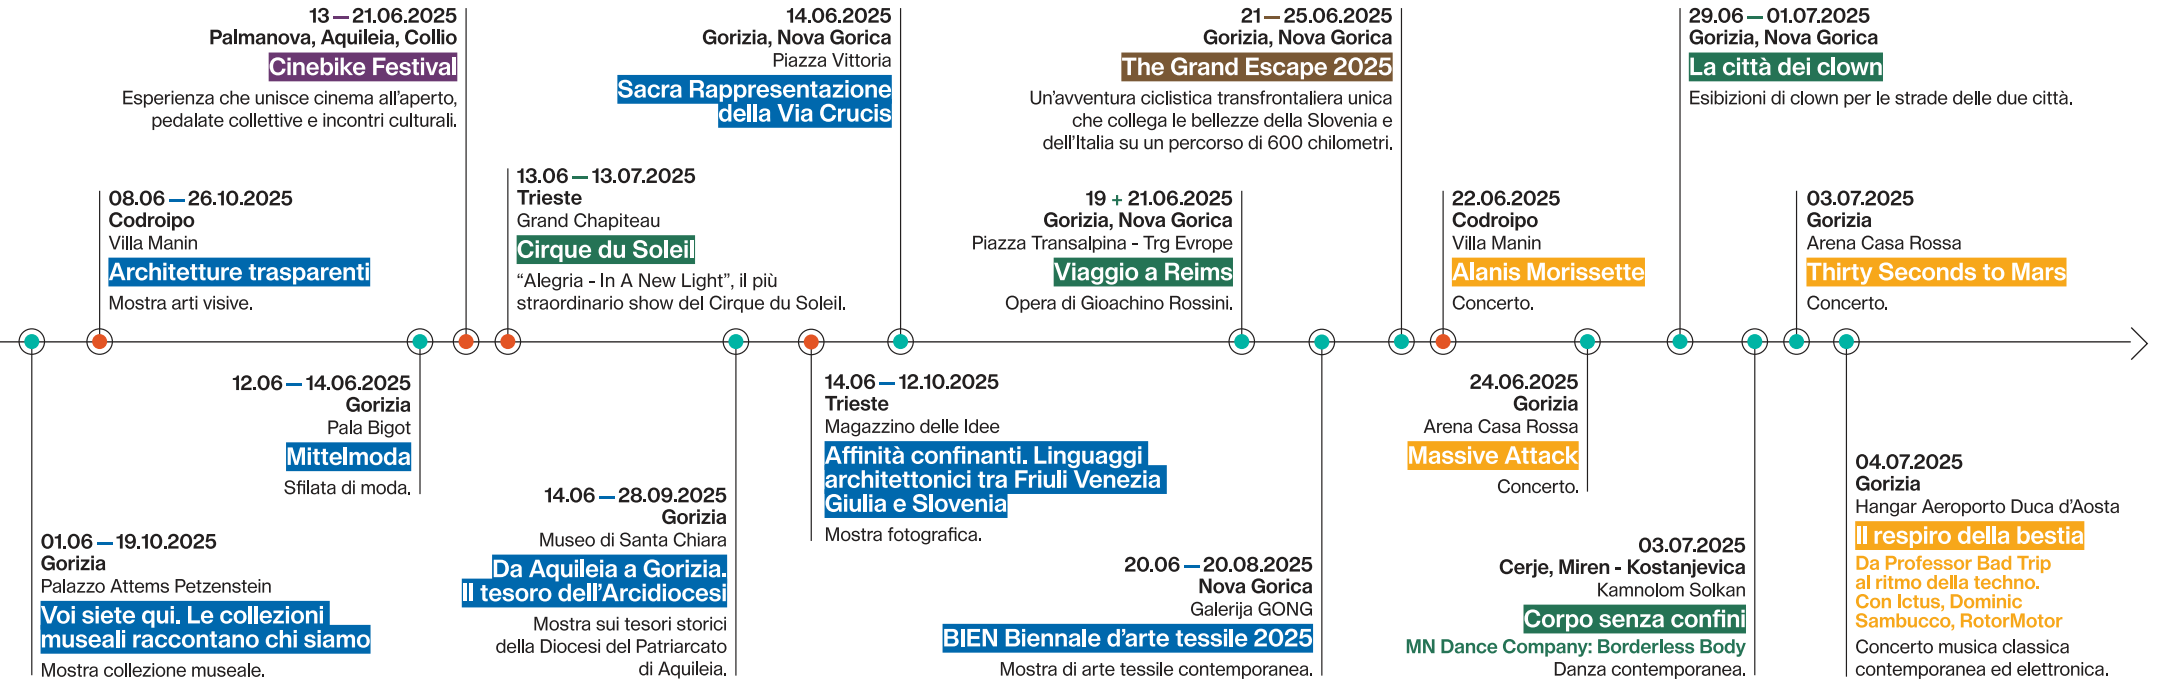 13 — 21.06.2025
Palmanova, Aquileia, Collio
Cinebike Festival
Esperienza che unisce cinema all'aperto,
pedalate collettive e incontri culturali.
14.06.2025
Gorizia, Nova Gorica
Piazza Vittoria
Sacra Rappresentazione
della Via Crucis
21 — 25.06.2025
Gorizia, Nova Gorica
The Grand Escape 2025
Un'avventura ciclistica transfrontaliera unica
che collega le bellezze della Slovenia e
dell'Italia su un percorso di 600 chilometri.
29.06 — 01.07.2025
Gorizia, Nova Gorica
La città dei clown
Esibizioni di clown per le strade delle due città.
08.06 — 26.10.2025
Codroipo
Villa Manin
Architetture trasparenti
Mostra arti visive.
13.06 — 13.07.2025
Trieste
Grand Chapiteau
Cirque du Soleil
“Alegria - In A New Light”, il più
straordinario show del Cirque du Soleil.
19 + 21.06.2025
Gorizia, Nova Gorica
Piazza Transalpina - Trg Evrope
Viaggio a Reims
Opera di Gioachino Rossini.
22.06.2025
Codroipo
Villa Manin
Alanis Morissette
Concerto.
03.07.2025
Gorizia
Arena Casa Rossa
Thirty Seconds to Mars
Concerto.
01.06 — 19.10.2025
Gorizia
Palazzo Attems Petzenstein
Voi siete qui. Le collezioni
museali raccontano chi siamo
Mostra collezione museale.
12.06 — 14.06.2025
Gorizia
Pala Bigot
Mittelmoda
Sfilata di moda.
14.06 — 28.09.2025
Gorizia
Museo di Santa Chiara
Da Aquileia a Gorizia.
Il tesoro dell'Arcidiocesi
Mostra sui tesori storici
della Diocesi del Patriarcato
di Aquileia.
14.06 — 12.10.2025
Trieste
Magazzino delle Idee
Affinità confinanti. Linguaggi
architettonici tra Friuli Venezia
Giulia e Slovenia
Mostra fotografica.
20.06 — 20.08.2025
Nova Gorica
Galerija GONG
BIEN Biennale d'arte tessile 2025
Mostra di arte tessile contemporanea.
24.06.2025
Gorizia
Arena Casa Rossa
Massive Attack
Concerto.
03.07.2025
Cerje, Miren - Kostanjevica
Kamnolom Solkan
Corpo senza confini
MN Dance Company: Borderless Body
Danza contemporanea.
04.07.2025
Gorizia
Hangar Aeroporto Duca d'Aosta
Il respiro della bestia
Da Professor Bad Trip
al ritmo della techno.
Con Ictus, Dominic
Sambucco, RotorMotor
Concerto musica classica
contemporanea ed elettronica.